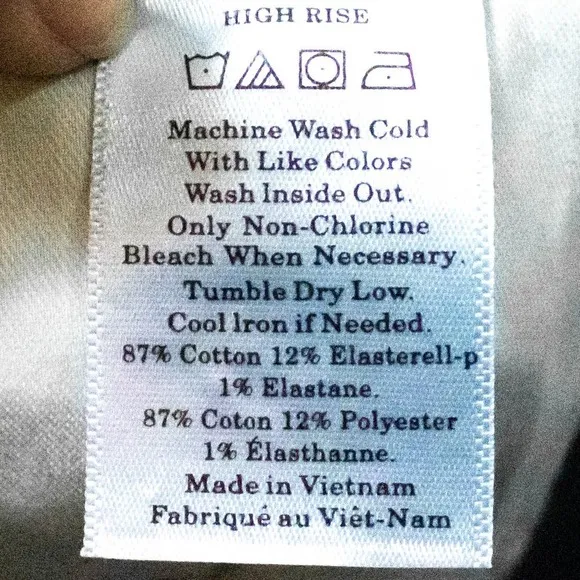 HIGH RISE
Machine Wash Cold
With Like Colors
Wash Inside Out.
Only Non-Chlorine
Bleach When Necessary.
Tumble Dry Low.
Cool Iron if Needed.
87% Cotton 12% Elasterell-p
1% Elastane.
87% Coton 12% Polyester
1% Élasthanne.
Made in Vietnam
Fabriqué au Viêt-Nam